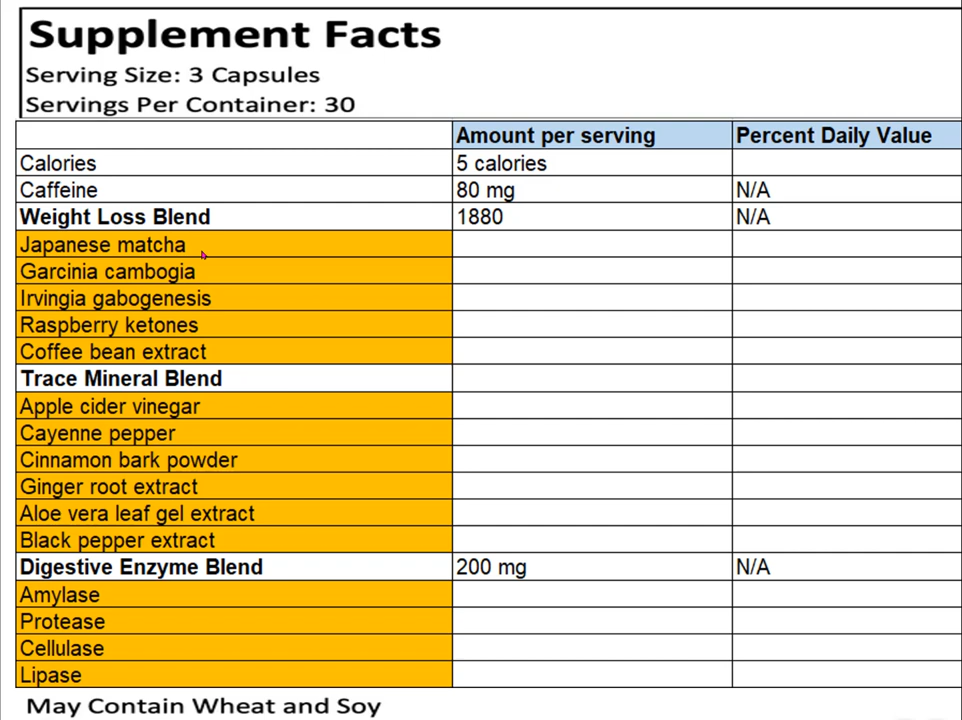 Supplement Facts
Serving Size: 3 Capsules
Servings Per Container: 30
Amount per serving Percent Daily Value
Calories 5 calories
Caffeine 80 mg N/A
Weight Loss Blend 1880 N/A
Japanese matcha
Garcinia cambogia
Irvingia gabogenesis
Raspberry ketones
Coffee bean extract
Trace Mineral Blend
Apple cider vinegar
Cayenne pepper
Cinnamon bark powder
Ginger root extract
Aloe vera leaf gel extract
Black pepper extract
Digestive Enzyme Blend 200 mg N/A
Amylase
Protease
Cellulase
Lipase
May Contain Wheat and Soy